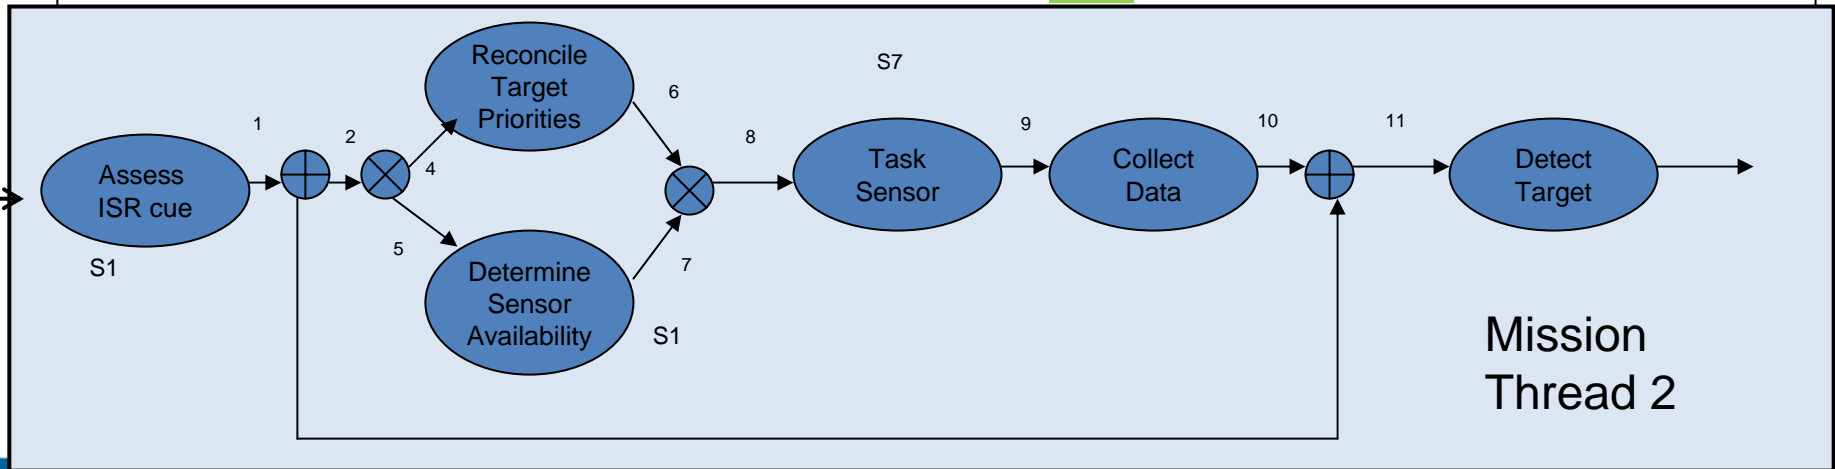 Assess
ISR cue
S1
1
2
4
5
Reconcile
Target
Priorities
Determine
Sensor
Availability
S1
6
7
8
S7
Task
Sensor
9
Collect
Data
10
11
Detect
Target
Mission
Thread 2